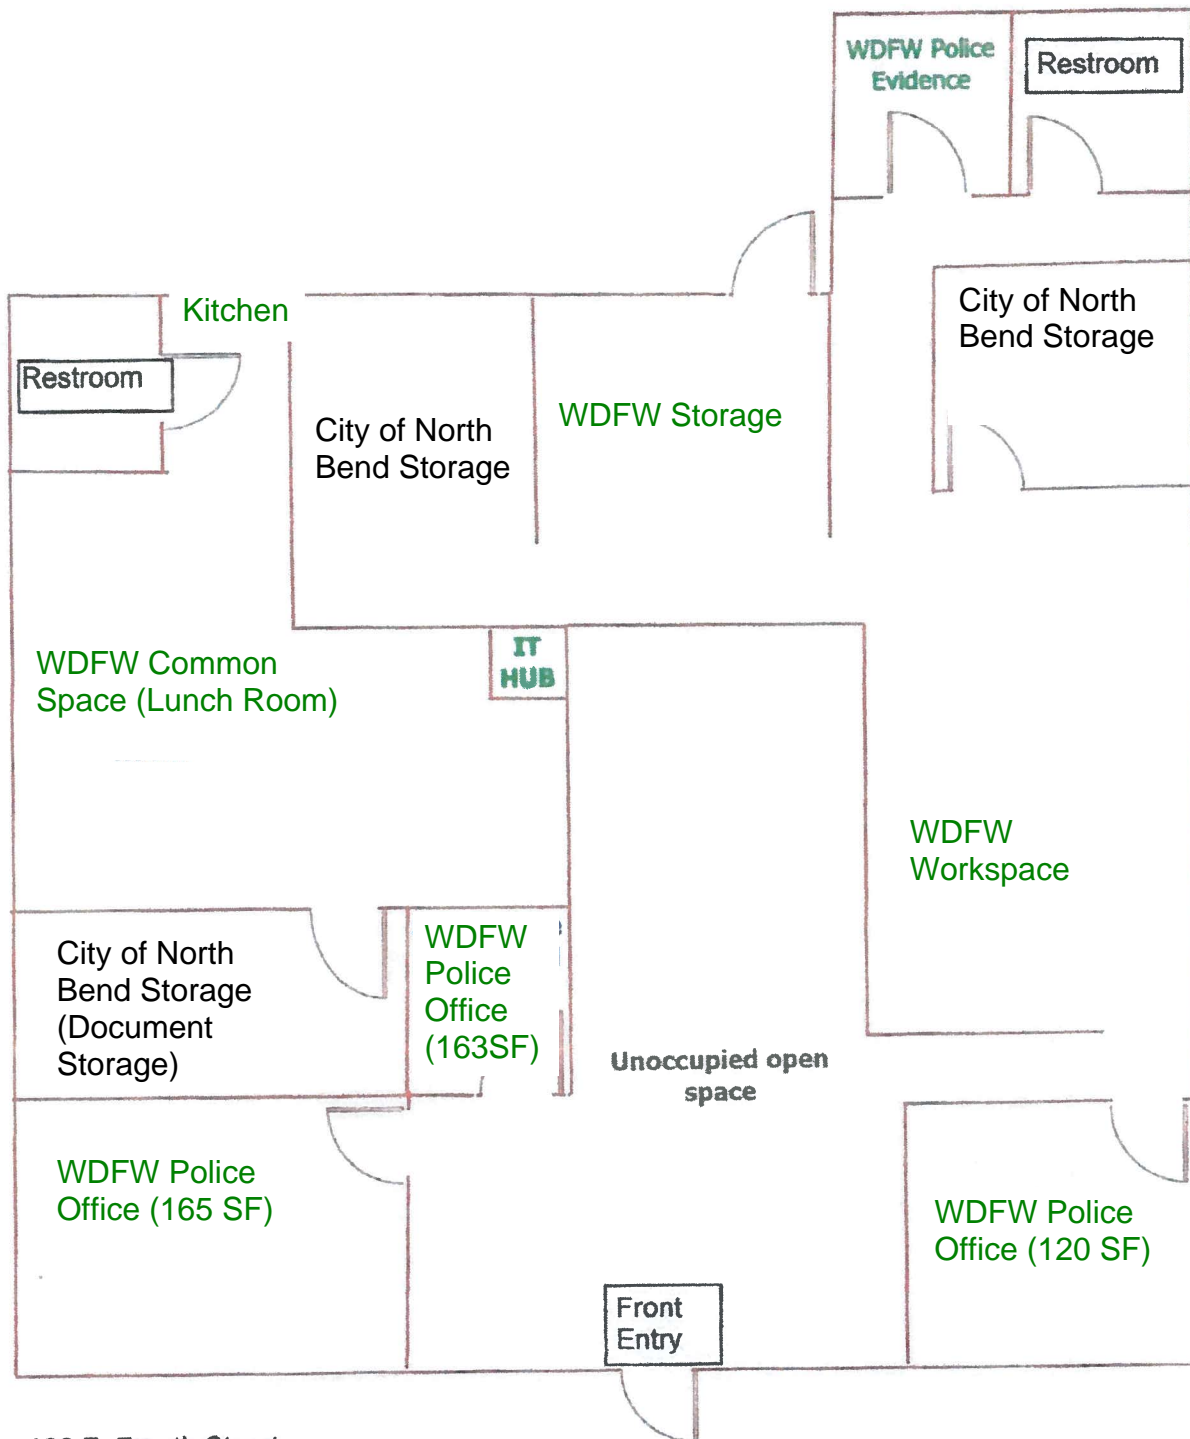 WDFW Police
Evidence
Restroom
Kitchen
City of North
Bend Storage
Restroom
WDFW Storage
City of North
Bend Storage
IT
HUB
WDFW Common
Space (Lunch Room)
WDFW
Workspace
WDFW
Police
Office
(163SF)
City of North
Bend Storage
(Document
Storage)
Unoccupied open
space
WDFW Police
Office (165 SF)
WDFW Police
Office (120 SF)
Front
Entry